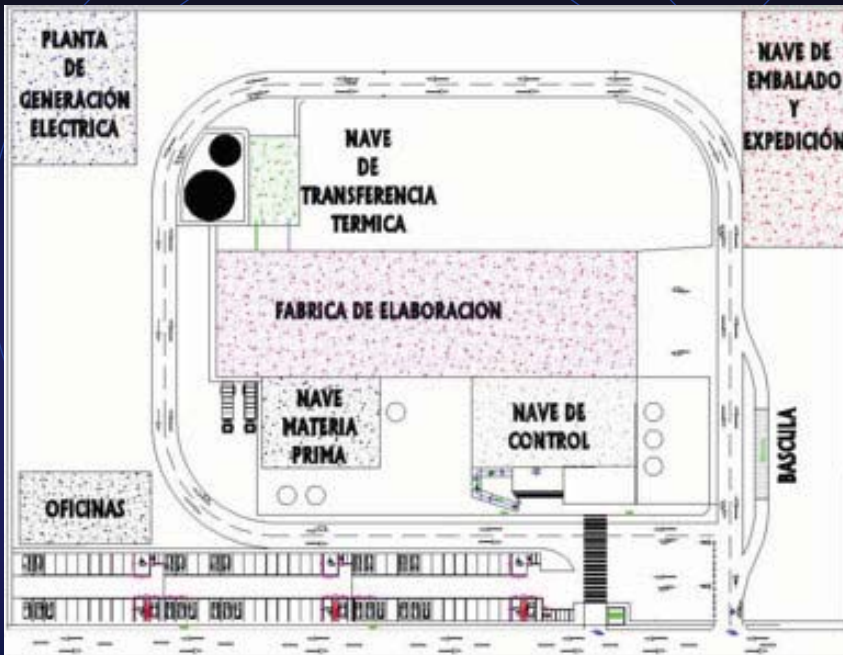 PLANTA
DE
GENERACIÓN
ELECTRICA
NAVE DE
EMBALADO
Y
EXPEDICIÓN
NAVE
DE
TRANSFERENCIA
TERMICA
FABRICA DE ELABORACION
NAVE
MATERIA
PRIMA
NAVE DE
CONTROL
BASCULA
OFICINAS